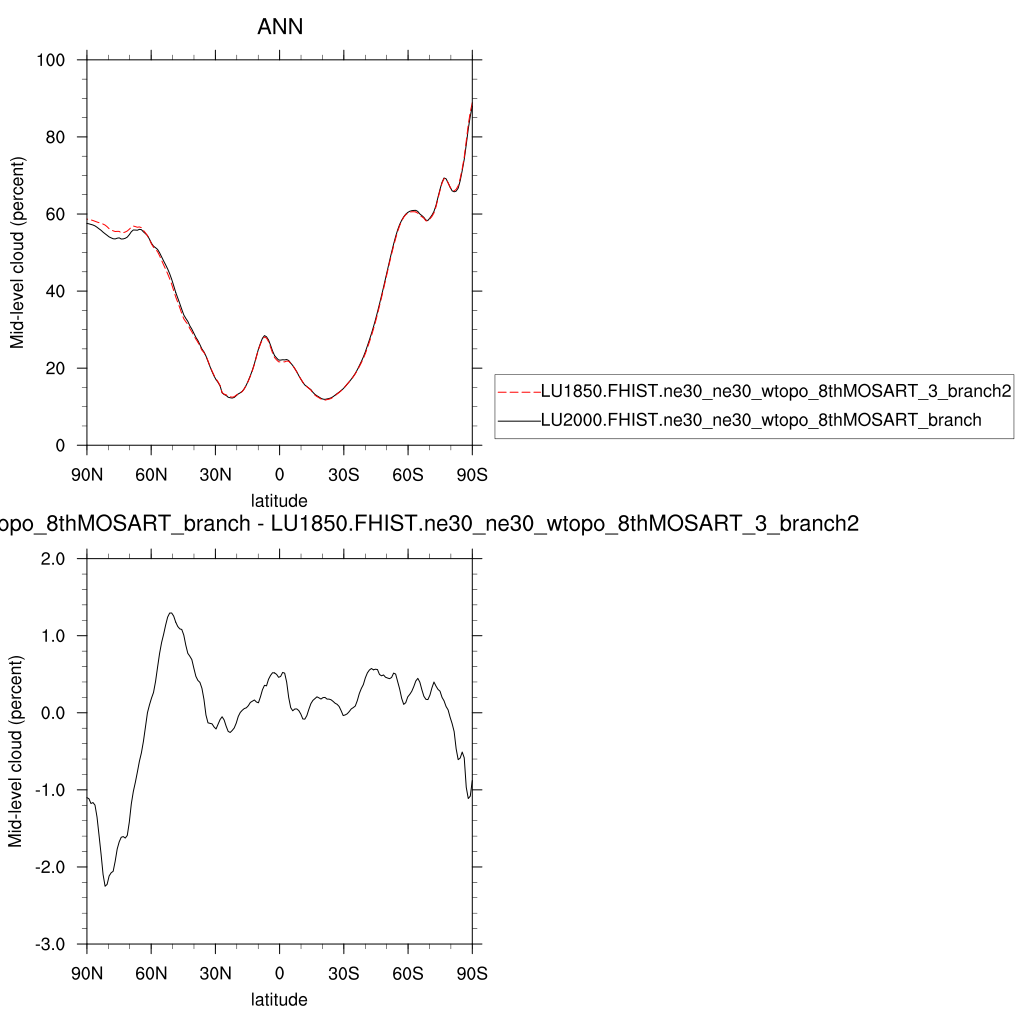 ANN
100
80
60
40
20
0
Mid-level cloud (percent)
90N 60N 30N 0 30S 60S 90S
latitude
LU1850.FHIST.ne30_ne30_wtopo_8thMOSART_3_branch2
LU2000.FHIST.ne30_ne30_wtopo_8thMOSART_branch
opo_8thMOSART_branch - LU1850.FHIST.ne30_ne30_wtopo_8thMOSART_3_branch2
2.0
1.0
0.0
-1.0
-2.0
-3.0
Mid-level cloud (percent)
90N 60N 30N 0 30S 60S 90S
latitude